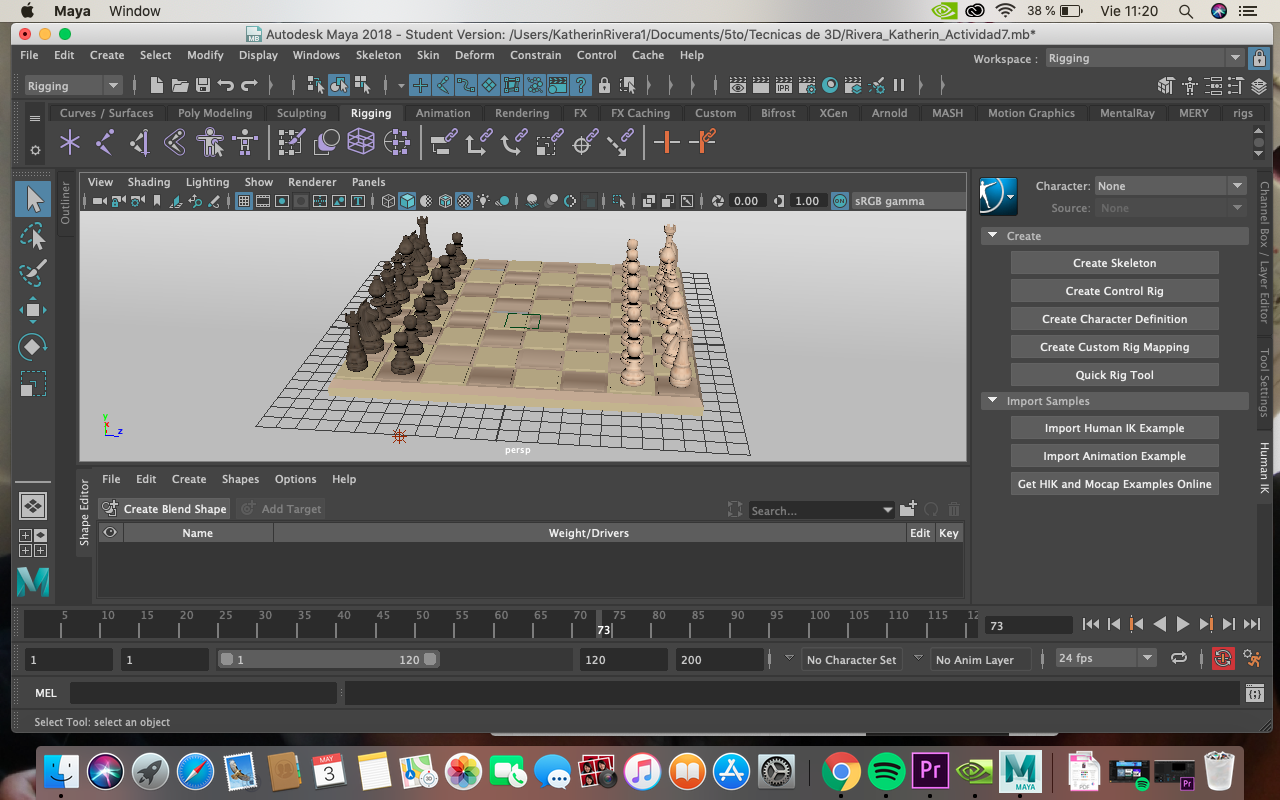 Maya Window 38 % Vie 11:20
Autodesk Maya 2018 - Student Version: /Users/KatherinRivera1/Documents/5to/Tecnicas de 3D/Rivera_Katherin_Actividad7.mb*
File Edit Create Select Modify Display Windows Skeleton Skin Deform Constrain Control Cache Help
Workspace : Rigging
Rigging
IPR
Curves / Surfaces Poly Modeling Sculpting Rigging Animation Rendering FX FX Caching Custom Bifrost XGen Arnold MASH Motion Graphics MentalRay MERY rigs
Outliner
View Shading Lighting Show Renderer Panels
0.00 1.00 ON sRGB gamma
y
x
z
persp
Character: None
Source: None
Create
Create Skeleton
Create Control Rig
Create Character Definition
Create Custom Rig Mapping
Quick Rig Tool
Import Samples
Import Human IK Example
Import Animation Example
Get HIK and Mocap Examples Online
Channel Box / Layer Editor
Tool Settings
Human IK
Shape Editor
File Edit Create Shapes Options Help
Create Blend Shape Add Target Search...
Name Weight/Drivers Edit Key
5 10 15 20 25 30 35 40 45 50 55 60 65 70 75 80 85 90 95 100 105 110 115 12
73
73
1 1 1 120 120 200 No Character Set No Anim Layer 24 fps
MEL
Select Tool: select an object
MAY
3
3D
Pr
M
MAYA
PDF
Pr